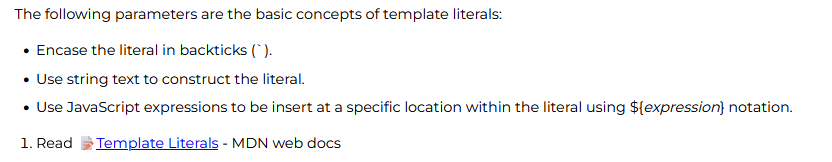 The following parameters are the basic concepts of template literals:
• Encase the literal in backticks (`).
• Use string text to construct the literal.
• Use JavaScript expressions to be insert at a specific location within the literal using ${expression} notation.
1. Read Template Literals - MDN web docs